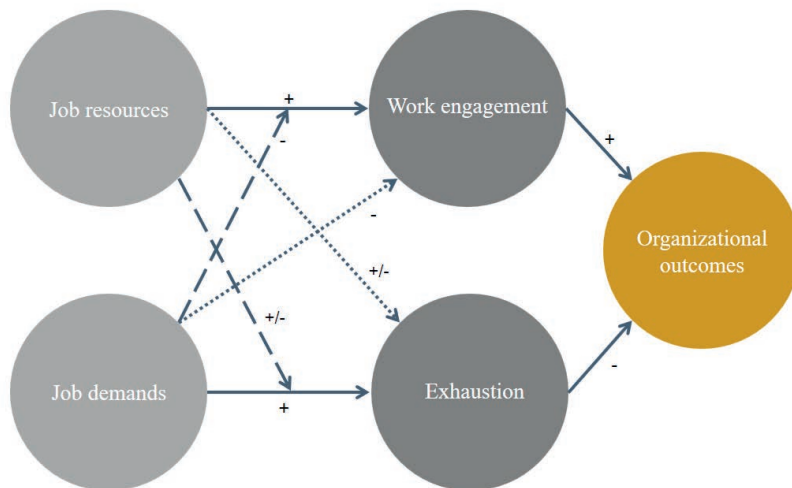 Job resources
+
Work engagement
-
+
-
+/-
Organizational
outcomes
+/-
Job demands
+
Exhaustion
-